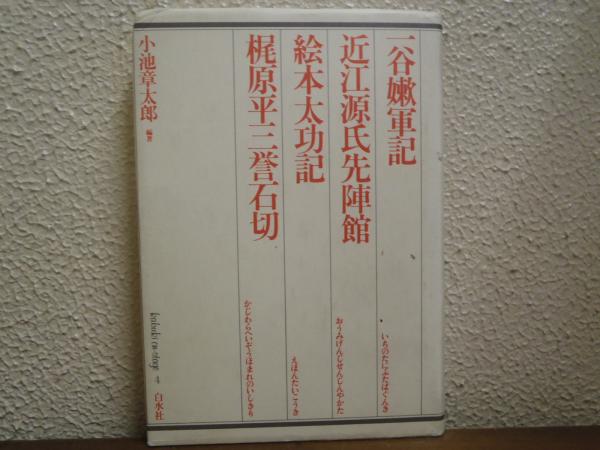 一谷嫩軍記
いちのたにふたばぐんき
近江源氏先陣館
おうみげんじせんじんやかた
絵本太功記
えほんたいこうき
梶原平三誉石切
かじわらへいぞうほまれのいしきり
小池章太郎 編著
kabuki on-stage 4
白水社